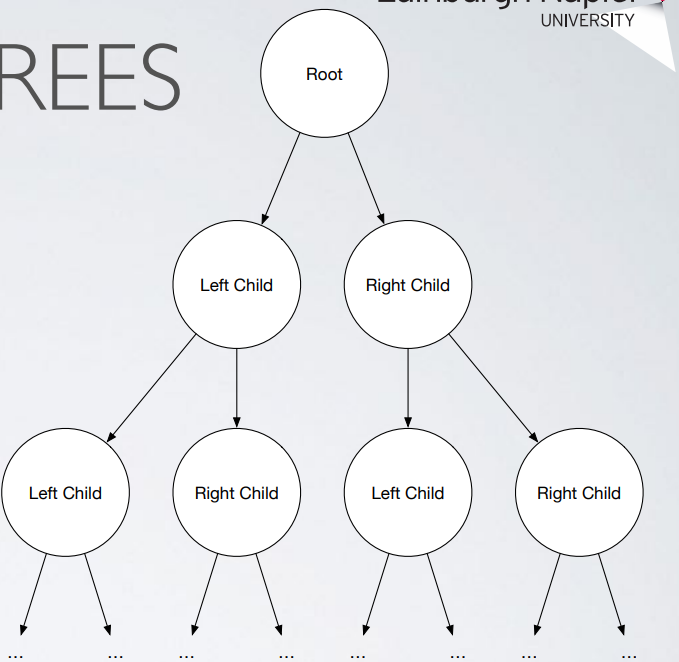 UNIVERSITY
REES
Root
Left Child Right Child
Left Child Right Child Left Child Right Child
... ... ... ... ... ... ... ...